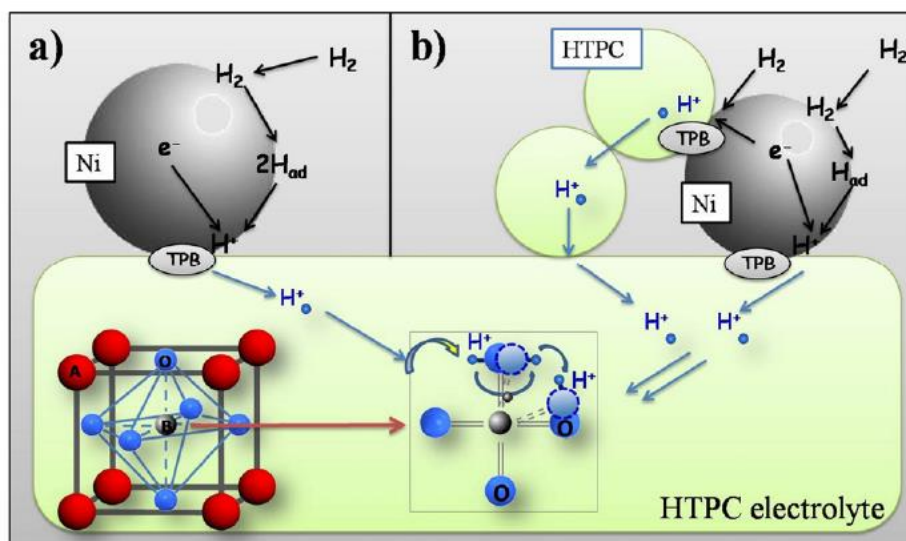 a)
H₂
H₂
Ni
e⁻
2Had
H⁺
TPB
H⁺
b)
HTPC
H₂
H₂
H⁺
TPB
H₂
e⁻
H⁺
Ni
Had
H⁺
TPB
H⁺
H⁺
A
O
B
H⁺
H⁺
O
O
HTPC electrolyte